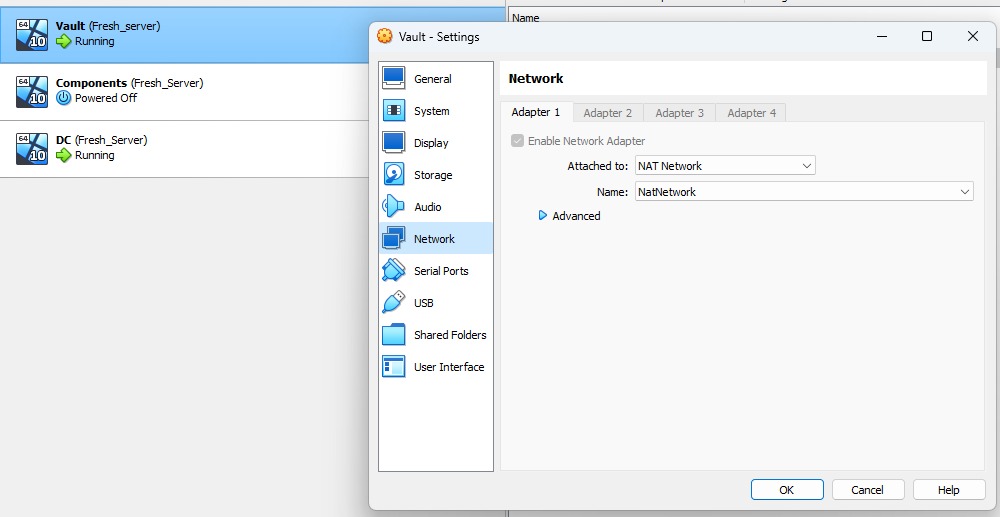 64
10
Vault (Fresh_server)
Running
64
10
Components (Fresh_Server)
Powered Off
64
10
DC (Fresh_Server)
Running
Name
Vault - Settings
General
System
Display
Storage
Audio
Network
Serial Ports
USB
Shared Folders
User Interface
Network
Adapter 1 Adapter 2 Adapter 3 Adapter 4
Enable Network Adapter
Attached to: NAT Network
Name: NatNetwork
Advanced
OK Cancel Help